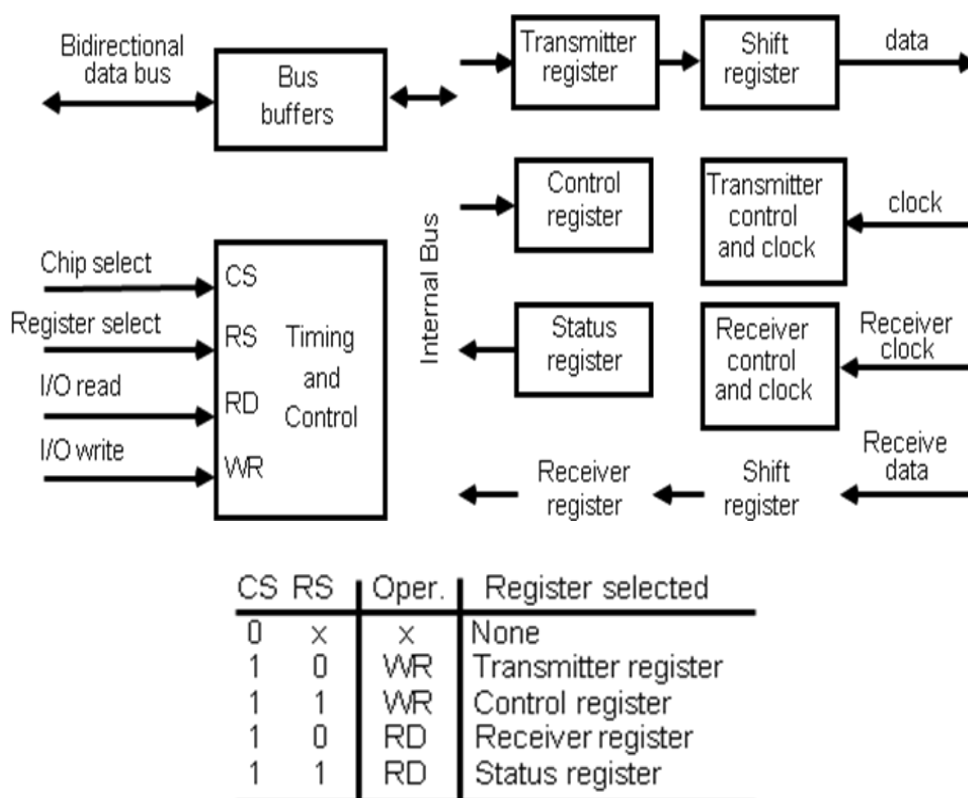 Bidirectional
data bus
Bus
buffers
Transmitter
register
Shift
register
data
Control
register
Transmitter
control
and clock
clock
Internal Bus
Chip select
CS
Register select
RS
Timing
and
Control
I/O read
RD
I/O write
WR
Status
register
Receiver
control
and clock
Receiver
clock
Receiver
register
Shift
register
Receive
data
CS RS Oper. Register selected
0 x x None
1 0 WR Transmitter register
1 1 WR Control register
1 0 RD Receiver register
1 1 RD Status register